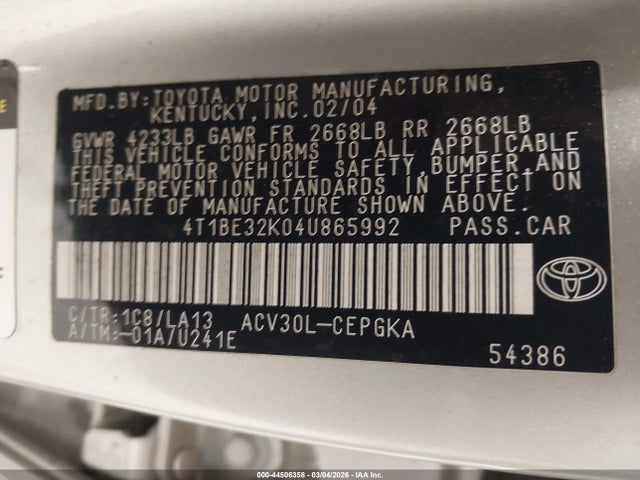 MFD.BY:TOYOTA MOTOR MANUFACTURING,
KENTUCKY, INC.02/04
GVWR 4233LB GAWR FR 2668LB RR 2668LB
THIS VEHICLE CONFORMS TO ALL APPLICABLE
FEDERAL MOTOR VEHICLE SAFETY,BUMPER,AND
THEFT PREVENTION STANDARDS IN EFFECT ON
THE DATE OF MANUFACTURE SHOWN ABOVE.
4T1BE32K04U865992 PASS.CAR
C/TR:1C8/LA13 ACV30L-CEPGKA
A/TM:-01A/U241E
54386
000-44506358 - 03/04/2026 - IAA Inc.